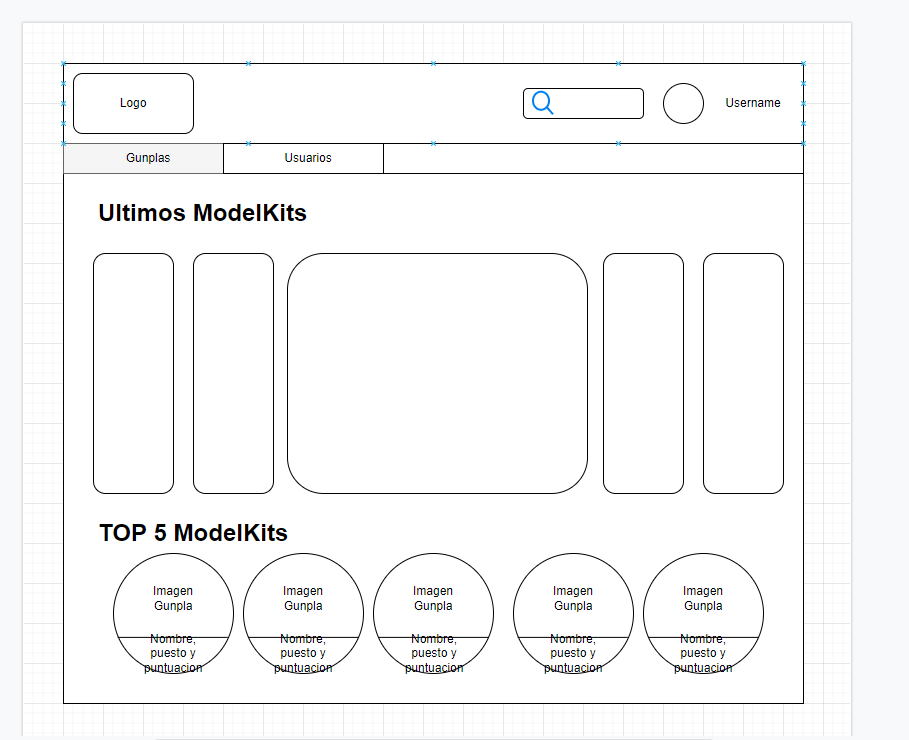 Logo
Username
Gunplas
Usuarios
Ultimos ModelKits
TOP 5 ModelKits
Imagen
Gunpla
Nombre,
puesto y
puntuacion
Imagen
Gunpla
Nombre,
puesto y
puntuacion
Imagen
Gunpla
Nombre,
puesto y
puntuacion
Imagen
Gunpla
Nombre,
puesto y
puntuacion
Imagen
Gunpla
Nombre,
puesto y
puntuacion